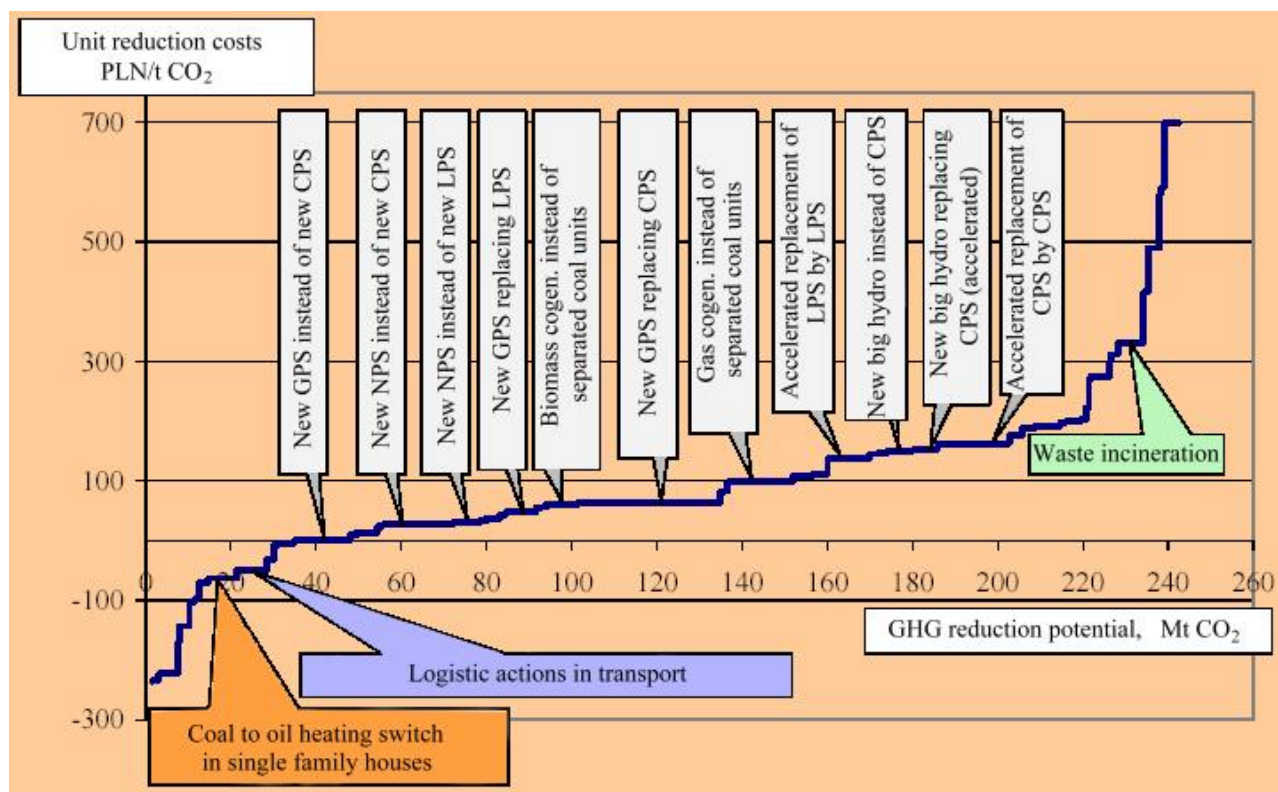 Unit reduction costs
PLN/t CO₂
700
500
300
100
-100
-300
New GPS instead of new CPS
New NPS instead of new CPS
New NPS instead of new LPS
New GPS replacing LPS
Biomass cogen. instead of
separated coal units
New GPS replacing CPS
Gas cogen. instead of
separated coal units
Accelerated replacement of
LPS by LPS
New big hydro instead of CPS
New big hydro replacing
CPS (accelerated)
Accelerated replacement of
CPS by CPS
Waste incineration
0 20 40 60 80 100 120 140 160 180 200 220 240 260
GHG reduction potential, Mt CO₂
Logistic actions in transport
Coal to oil heating switch
in single family houses